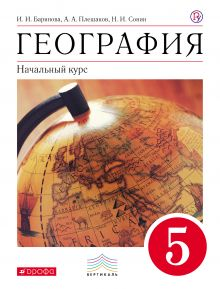 И. И. Баринова, А. А. Плешаков, Н. И. Сонин
ГЕОГРАФИЯ
Начальный курс
5
дрофа
ВЕРТИКАЛЬ